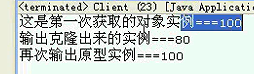 <terminated> Client (23) [Java Applicatio
这是第一次获取的对象实例===100
输出克隆出来的实例===80
再次输出原型实例===100